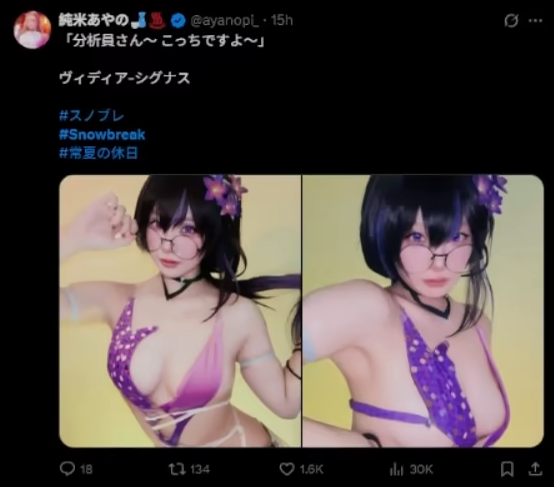 純米あやの @ayanopi_ · 15h
「分析員さん～ こっちですよ～」
ヴィディア-シグナス
#スノブレ
#Snowbreak
#常夏の休日
18 134 1.6K 30K